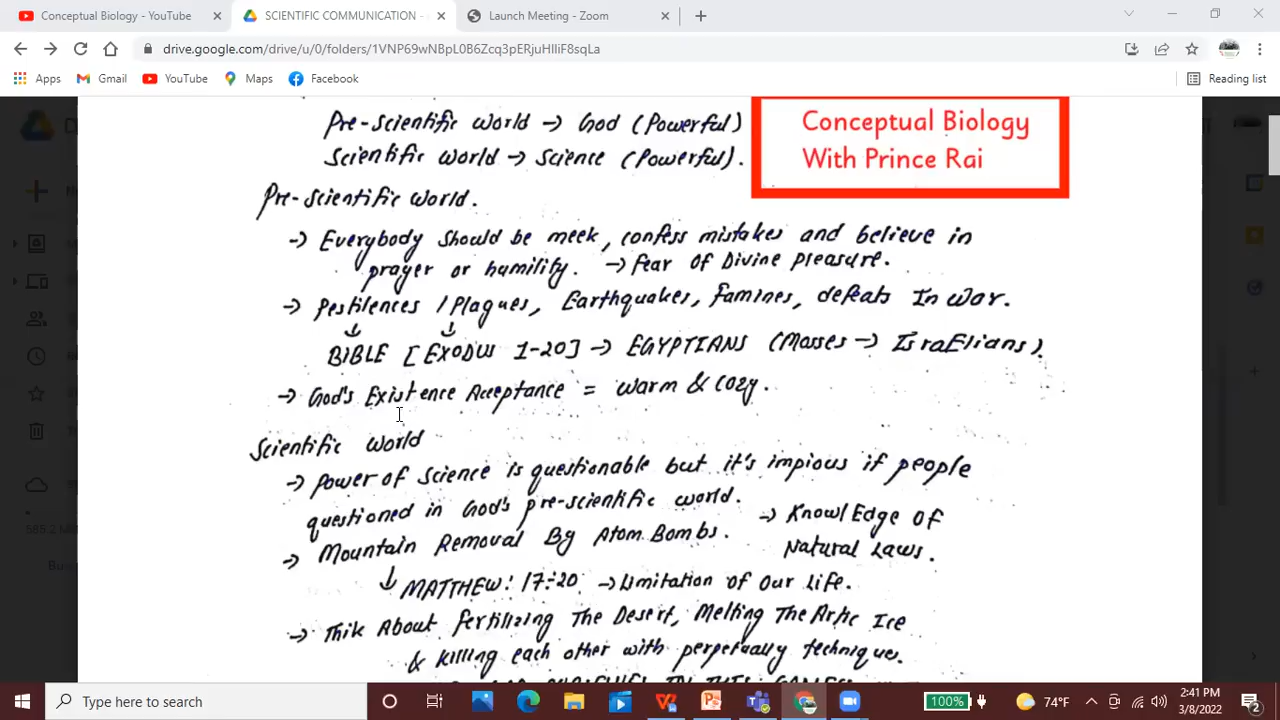 Conceptual Biology - YouTube
SCIENTIFIC COMMUNICATION -
Launch Meeting - Zoom
drive.google.com/drive/u/0/folders/1VNP69wNBpL0B6Zcq3pERjuHIliF8sqLa
Apps Gmail YouTube Maps Facebook Reading list
Pre-Scientific World → God (Powerful)
Scientific World → Science (Powerful).
Conceptual Biology
With Prince Rai
Pre-Scientific World.
→ Everybody Should be meek, confess mistakes and believe in
prayer or humility. → Fear of Divine Pleasure.
→ Pestilences / Plagues, Earthquakes, Famines, defeats In War.
↓ ↓
BIBLE [EXODUS 1-20] → EGYPTIANS (Masses → IsraElians).
→ God's Existence Acceptance = Warm & Cozy.
Scientific World
→ Power of Science is questionable but it's impious if people
questioned in God's pre-scientific world.
→ Mountain Removal By Atom Bombs. → KnowlEdge Of
Natural Laws.
↓ MATTHEW: 17:20 → Limitation of Our Life.
→ Thik About Fertilizing The Desert, Melting The Artic Ice
& Killing each other with perpetually technique.
Type here to search
100%
74°F
2:41 PM
3/8/2022
2